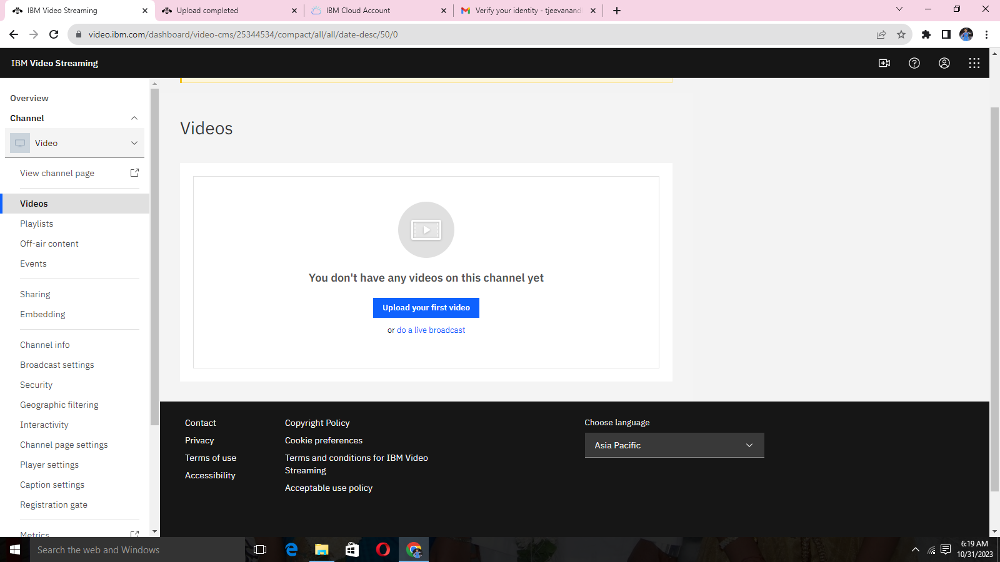 IBM Video Streaming
Upload completed
IBM Cloud Account
Verify your identity - tjeevanand
video.ibm.com/dashboard/video-cms/25344534/compact/all/all/date-desc/50/0
IBM Video Streaming
Overview
Channel
Video
View channel page
Videos
Playlists
Off-air content
Events
Sharing
Embedding
Channel info
Broadcast settings
Security
Geographic filtering
Interactivity
Channel page settings
Player settings
Caption settings
Registration gate
Metrics
Videos
You don't have any videos on this channel yet
Upload your first video
or do a live broadcast
Contact
Privacy
Terms of use
Accessibility
Copyright Policy
Cookie preferences
Terms and conditions for IBM Video
Streaming
Acceptable use policy
Choose language
Asia Pacific
Search the web and Windows
6:19 AM
10/31/2023